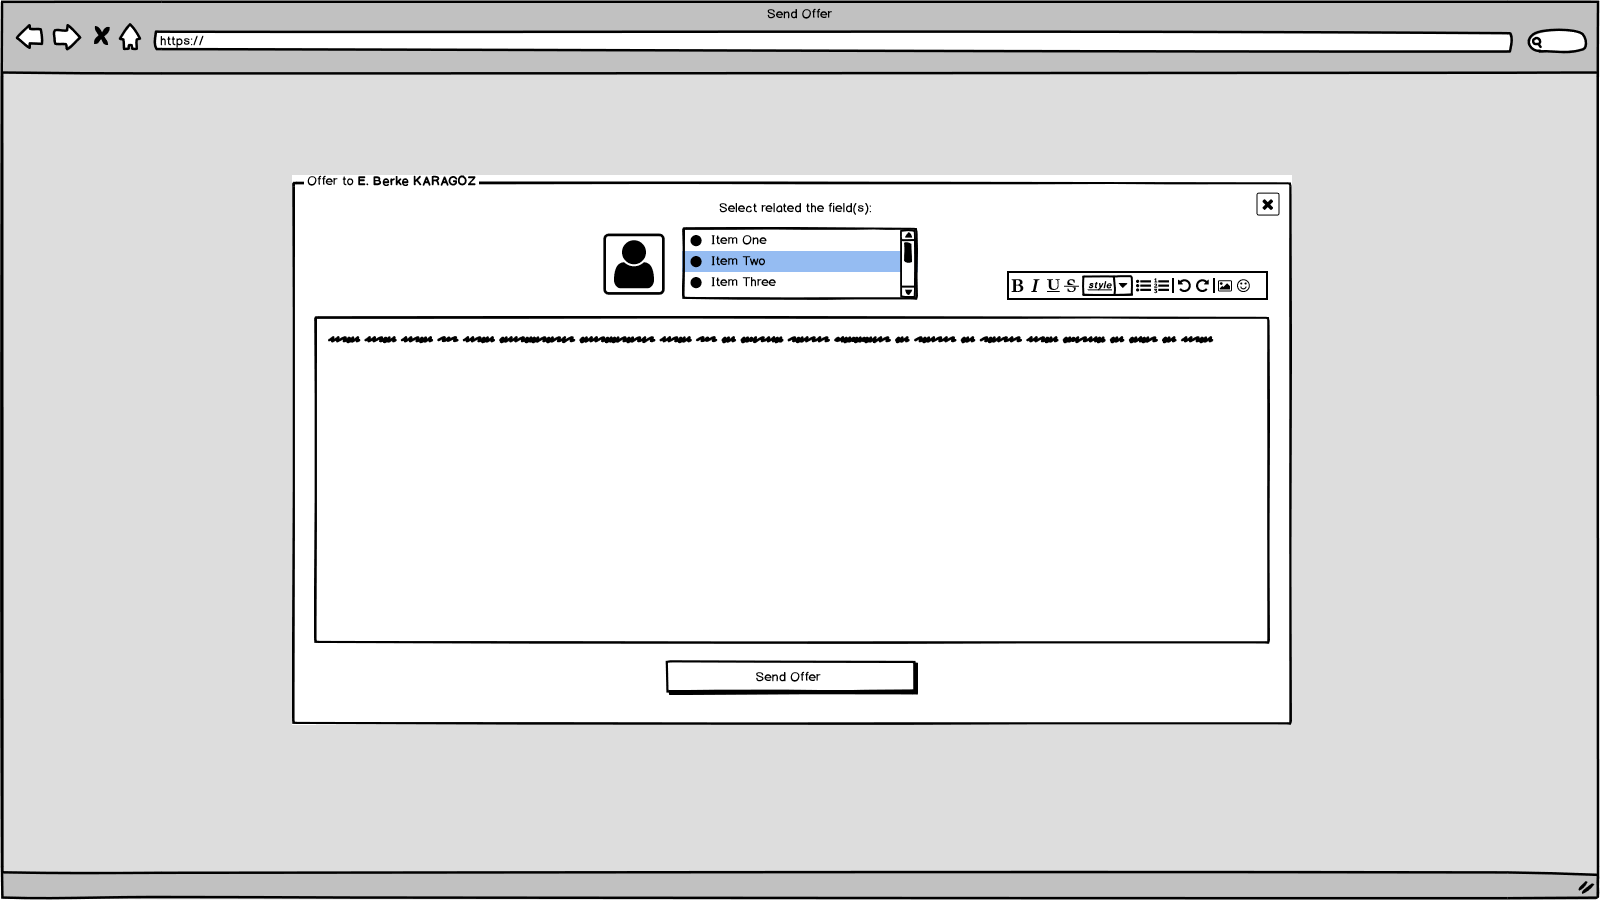 Send Offer
https://
Offer to E. Berke KARAGÖZ
Select related the field(s):
Item One
Item Two
Item Three
B I U S style
Send Offer